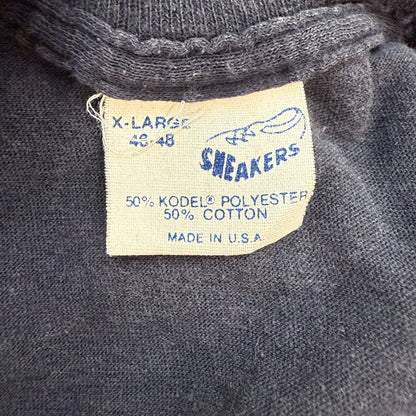 X-LARGE
46-48
SNEAKERS
50% KODEL® POLYESTER
50% COTTON
MADE IN U.S.A.